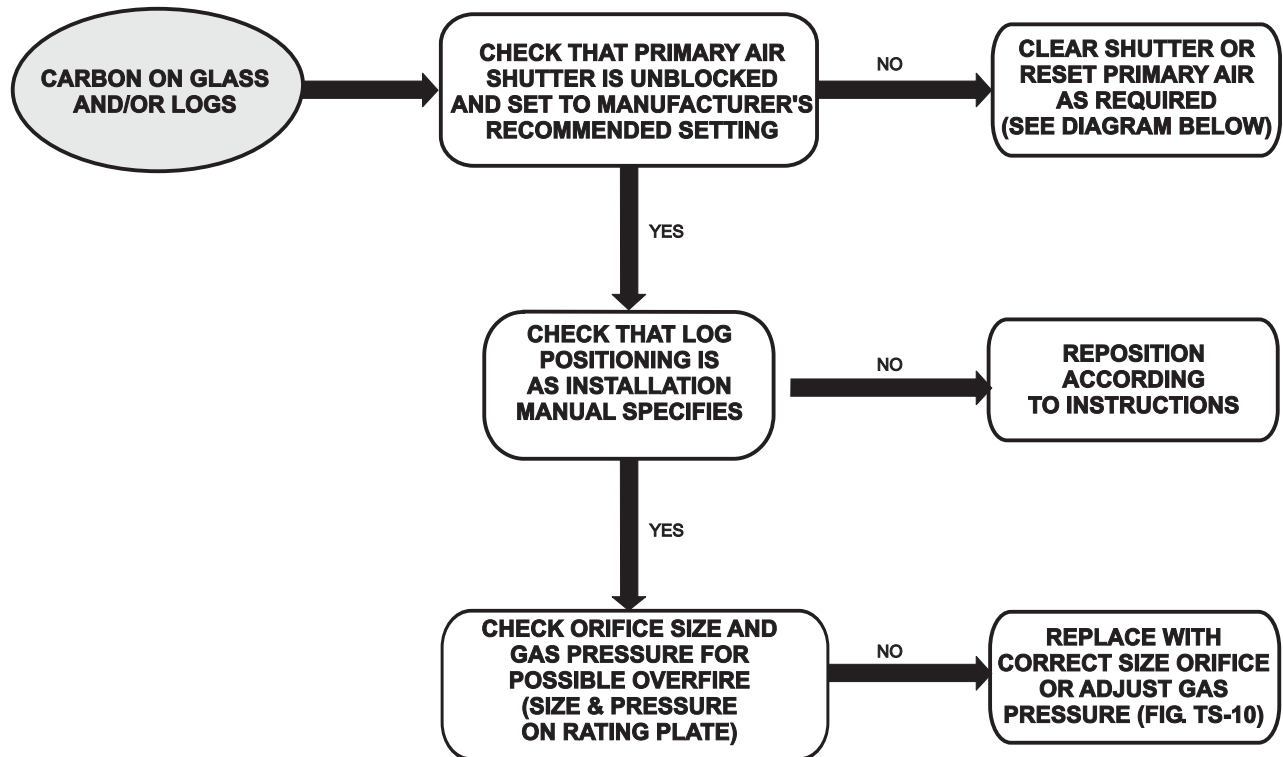 CARBON ON GLASS
AND/OR LOGS
CHECK THAT PRIMARY AIR
SHUTTER IS UNBLOCKED
AND SET TO MANUFACTURER'S
RECOMMENDED SETTING
NO
CLEAR SHUTTER OR
RESET PRIMARY AIR
AS REQUIRED
(SEE DIAGRAM BELOW)
YES
CHECK THAT LOG
POSITIONING IS
AS INSTALLATION
MANUAL SPECIFIES
NO
REPOSITION
ACCORDING
TO INSTRUCTIONS
YES
CHECK ORIFICE SIZE AND
GAS PRESSURE FOR
POSSIBLE OVERFIRE
(SIZE & PRESSURE
ON RATING PLATE)
NO
REPLACE WITH
CORRECT SIZE ORIFICE
OR ADJUST GAS
PRESSURE (FIG. TS-10)